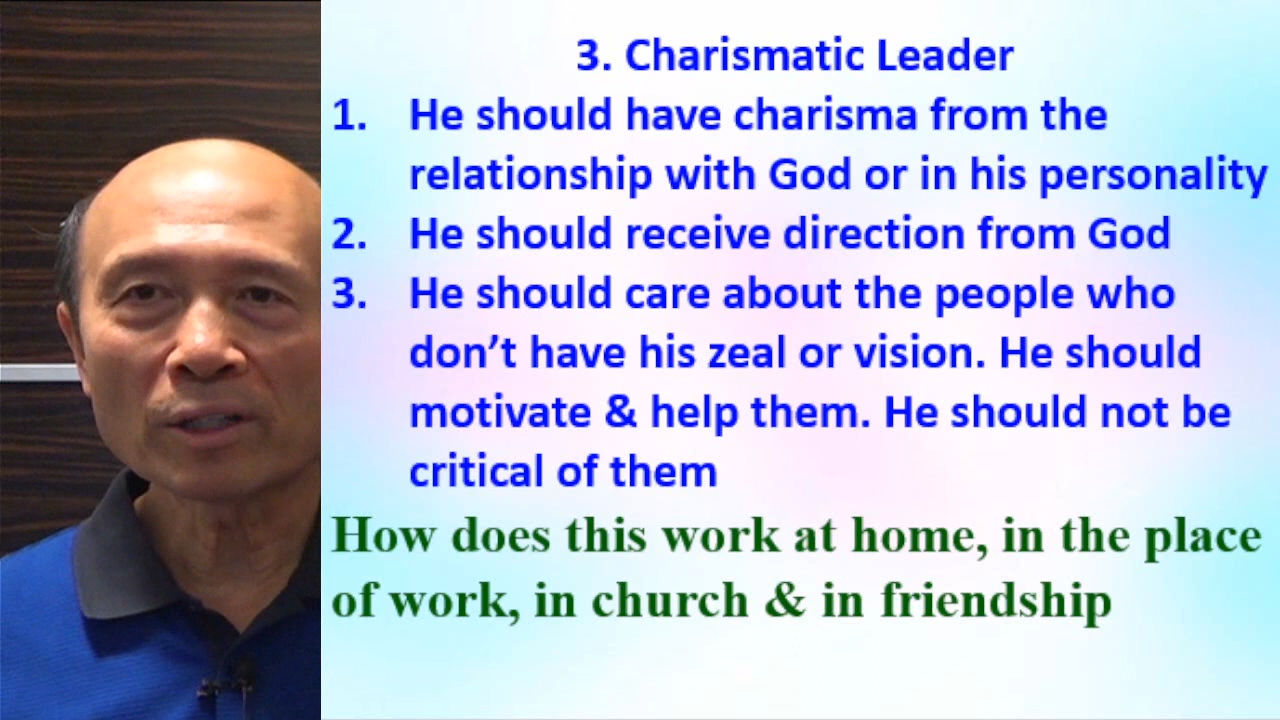 3. Charismatic Leader
1. He should have charisma from the
relationship with God or in his personality
2. He should receive direction from God
3. He should care about the people who
don't have his zeal or vision. He should
motivate & help them. He should not be
critical of them
How does this work at home, in the place
of work, in church & in friendship